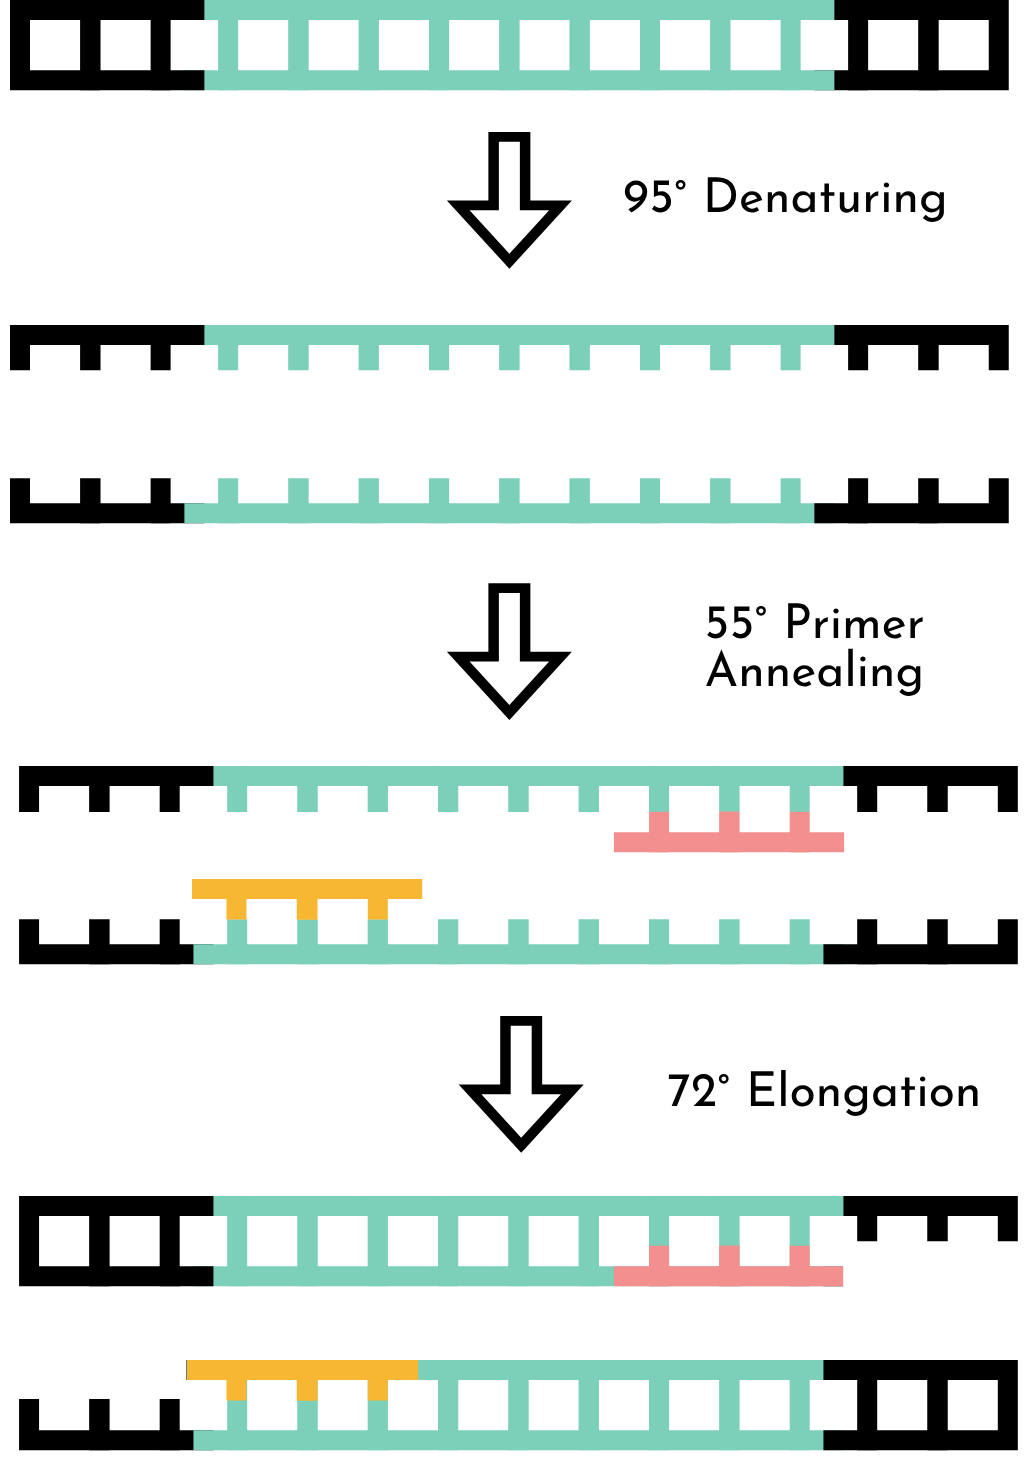 95° Denaturing
55° Primer
Annealing
72° Elongation